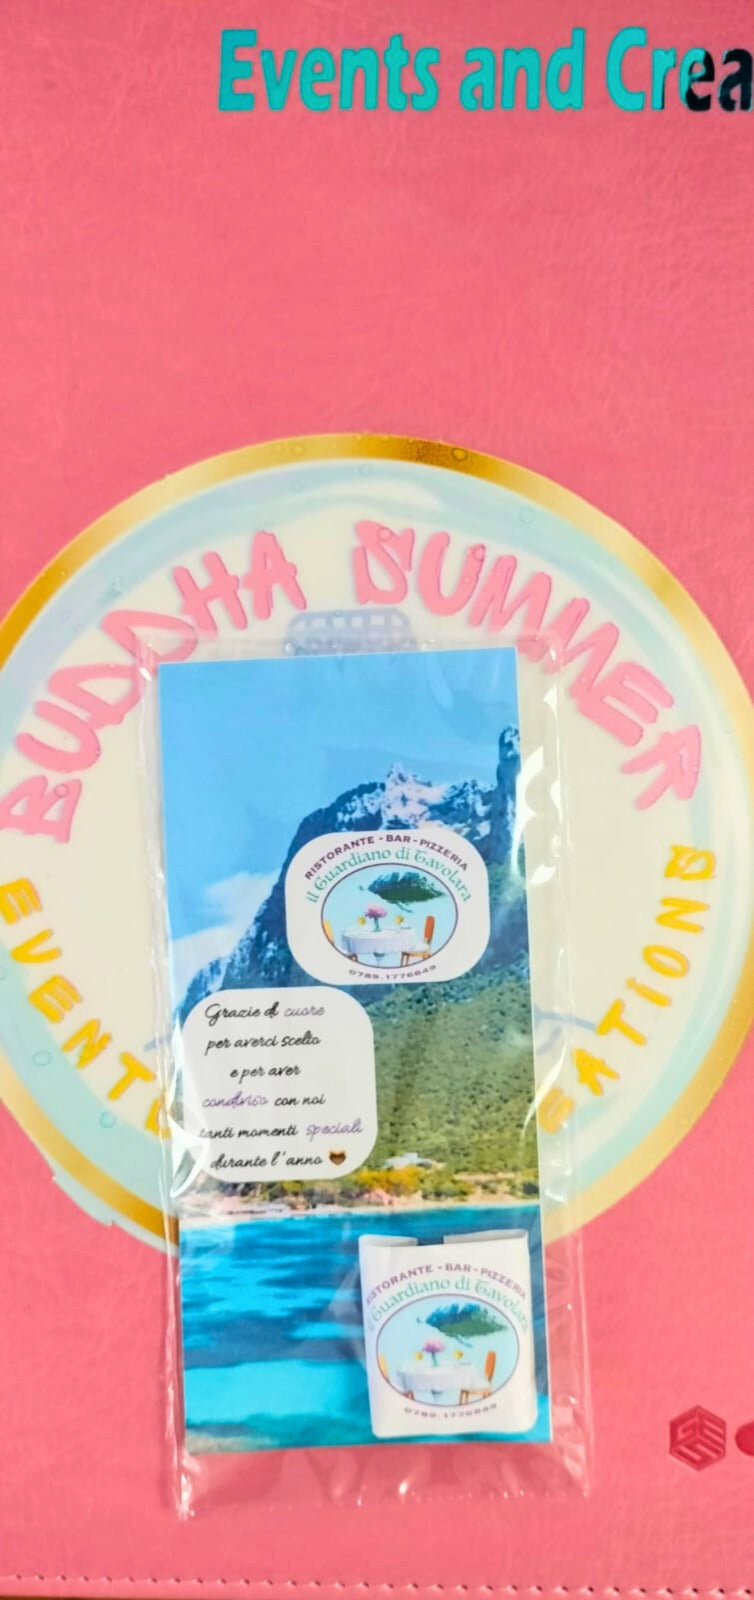 Events and Crea
BUDDHA SUMMER
EVENTS
EATIONS
RISTORANTE - BAR - PIZZERIA
il Guardiano di Tavolara
0789.1776849
Grazie di cuore
per averci scelto
e per aver
condiviso con noi
tanti momenti speciali
durante l'anno
RISTORANTE - BAR - PIZZERIA
il Guardiano di Tavolara
0789.1776849